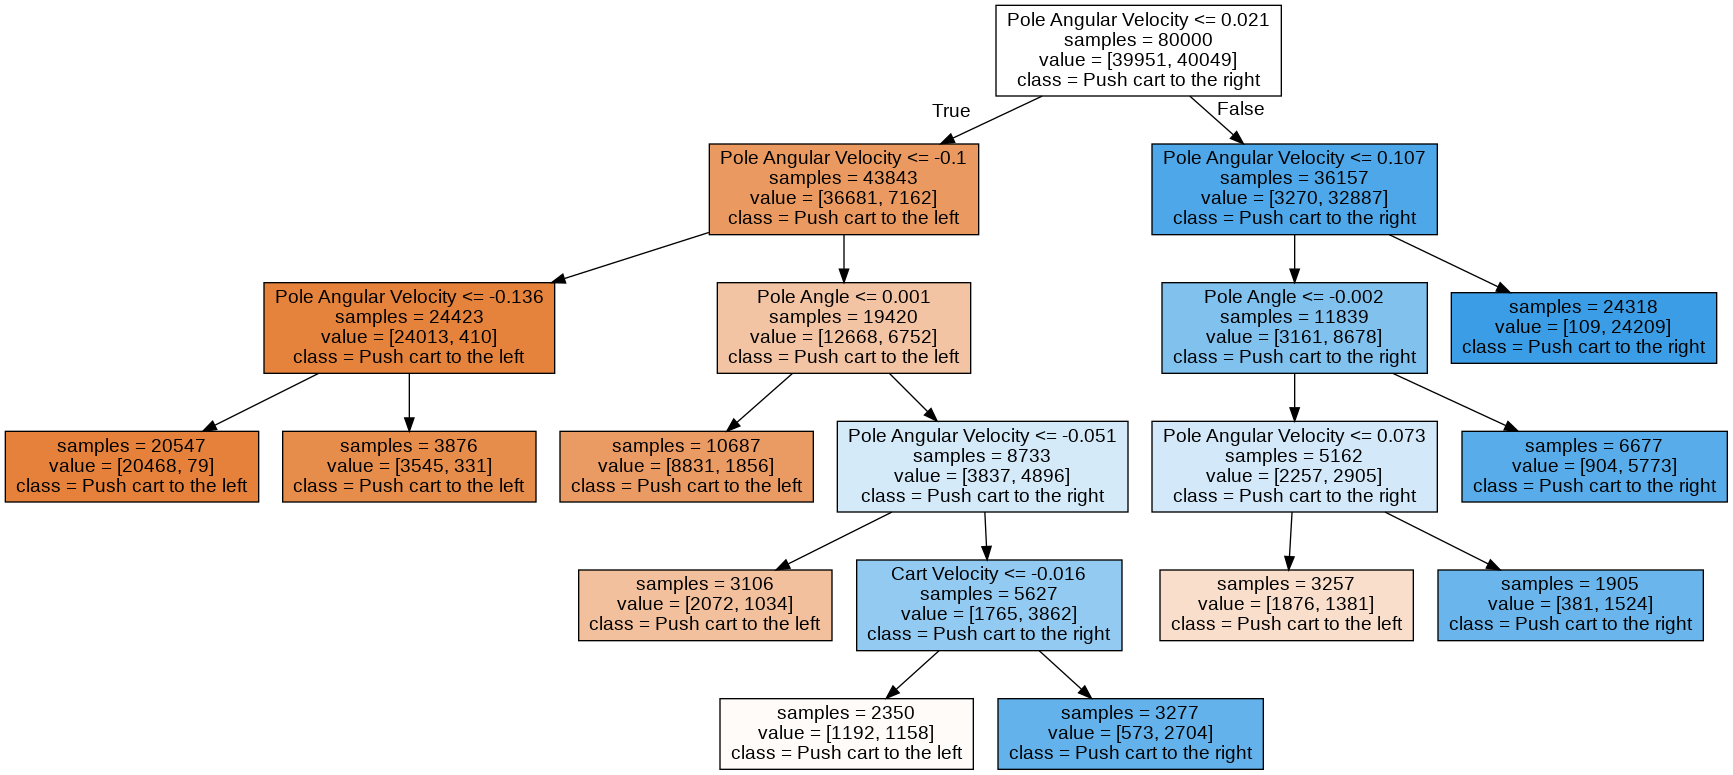 Pole Angular Velocity <= 0.021
samples = 80000
value = [39951, 40049]
class = Push cart to the right
True
False
Pole Angular Velocity <= -0.1
samples = 43843
value = [36681, 7162]
class = Push cart to the left
Pole Angular Velocity <= 0.107
samples = 36157
value = [3270, 32887]
class = Push cart to the right
Pole Angular Velocity <= -0.136
samples = 24423
value = [24013, 410]
class = Push cart to the left
Pole Angle <= 0.001
samples = 19420
value = [12668, 6752]
class = Push cart to the left
Pole Angle <= -0.002
samples = 11839
value = [3161, 8678]
class = Push cart to the right
samples = 24318
value = [109, 24209]
class = Push cart to the right
samples = 20547
value = [20468, 79]
class = Push cart to the left
samples = 3876
value = [3545, 331]
class = Push cart to the left
samples = 10687
value = [8831, 1856]
class = Push cart to the left
Pole Angular Velocity <= -0.051
samples = 8733
value = [3837, 4896]
class = Push cart to the right
Pole Angular Velocity <= 0.073
samples = 5162
value = [2257, 2905]
class = Push cart to the right
samples = 6677
value = [904, 5773]
class = Push cart to the right
samples = 3106
value = [2072, 1034]
class = Push cart to the left
Cart Velocity <= -0.016
samples = 5627
value = [1765, 3862]
class = Push cart to the right
samples = 3257
value = [1876, 1381]
class = Push cart to the left
samples = 1905
value = [381, 1524]
class = Push cart to the right
samples = 2350
value = [1192, 1158]
class = Push cart to the left
samples = 3277
value = [573, 2704]
class = Push cart to the right